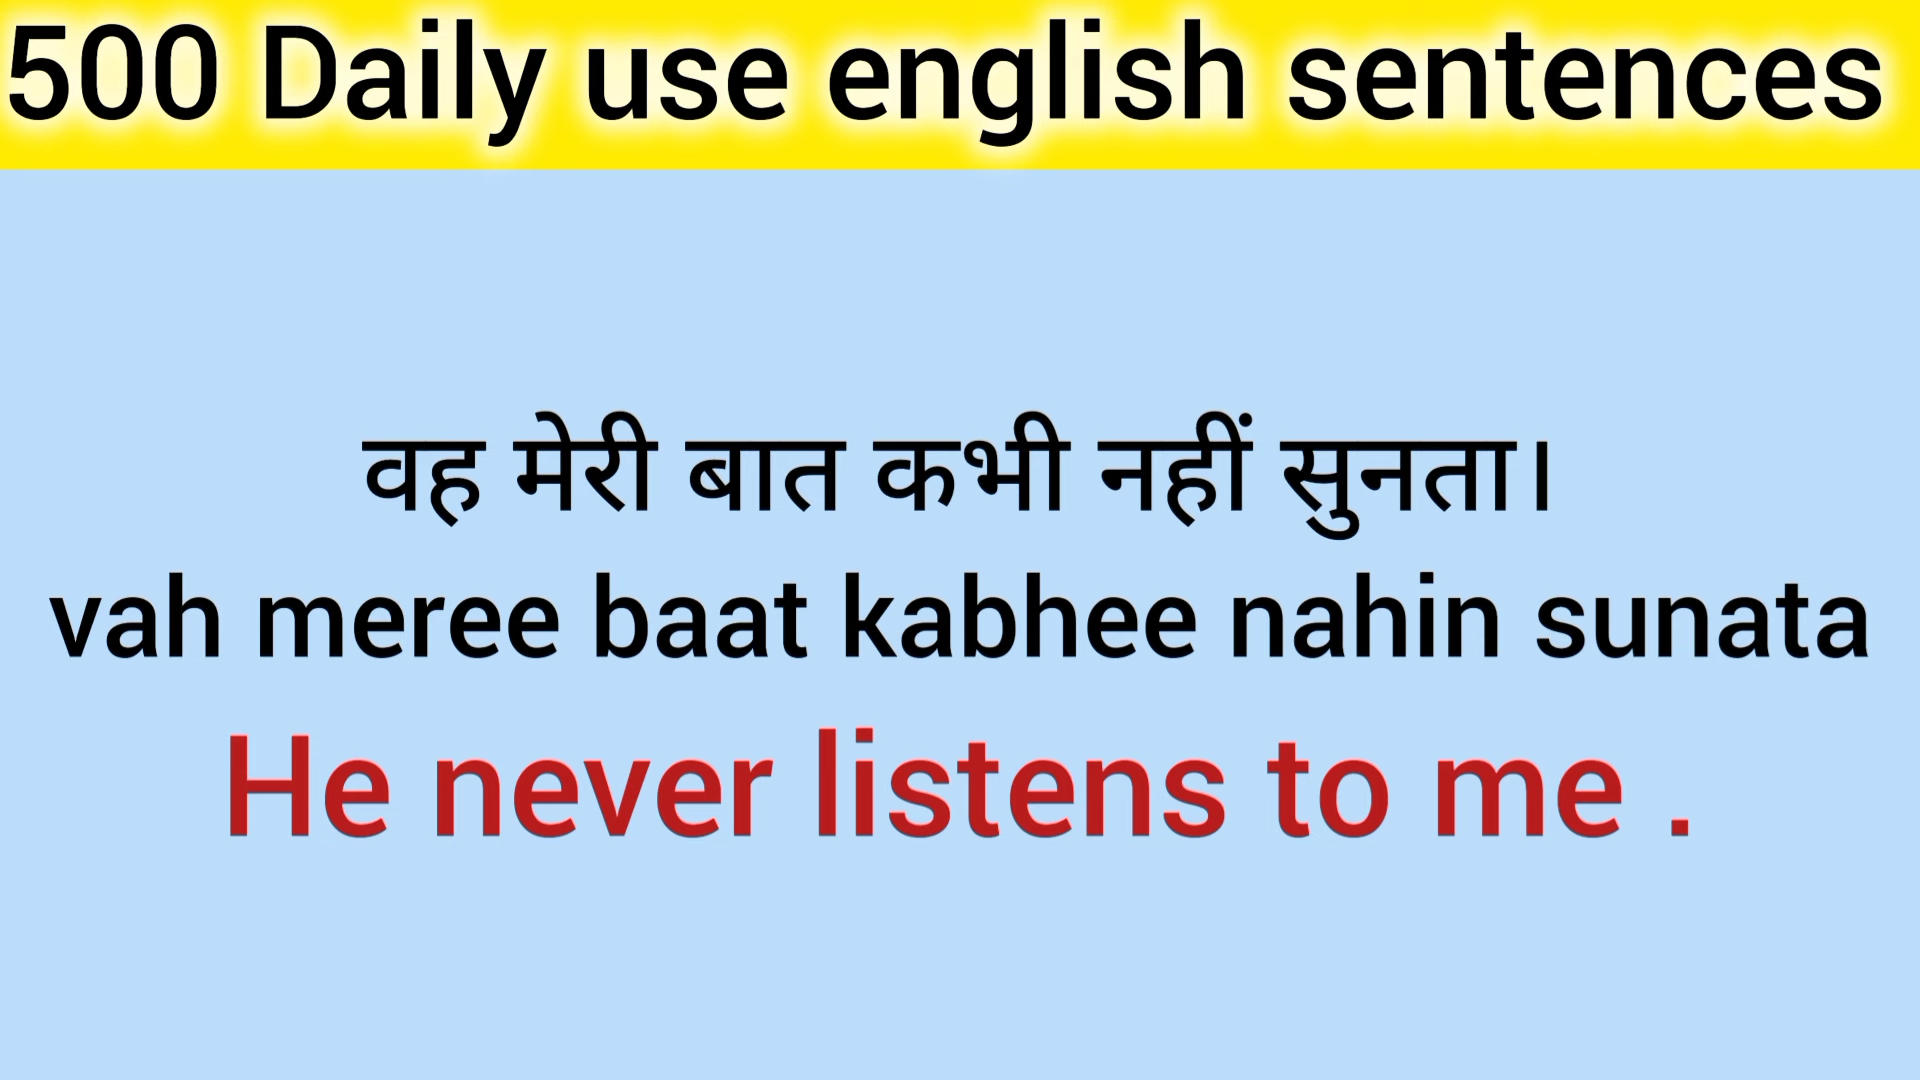 500 Daily use english sentences
वह मेरी बात कभी नहीं सुनता।
vah meree baat kabhee nahin sunata
He never listens to me .